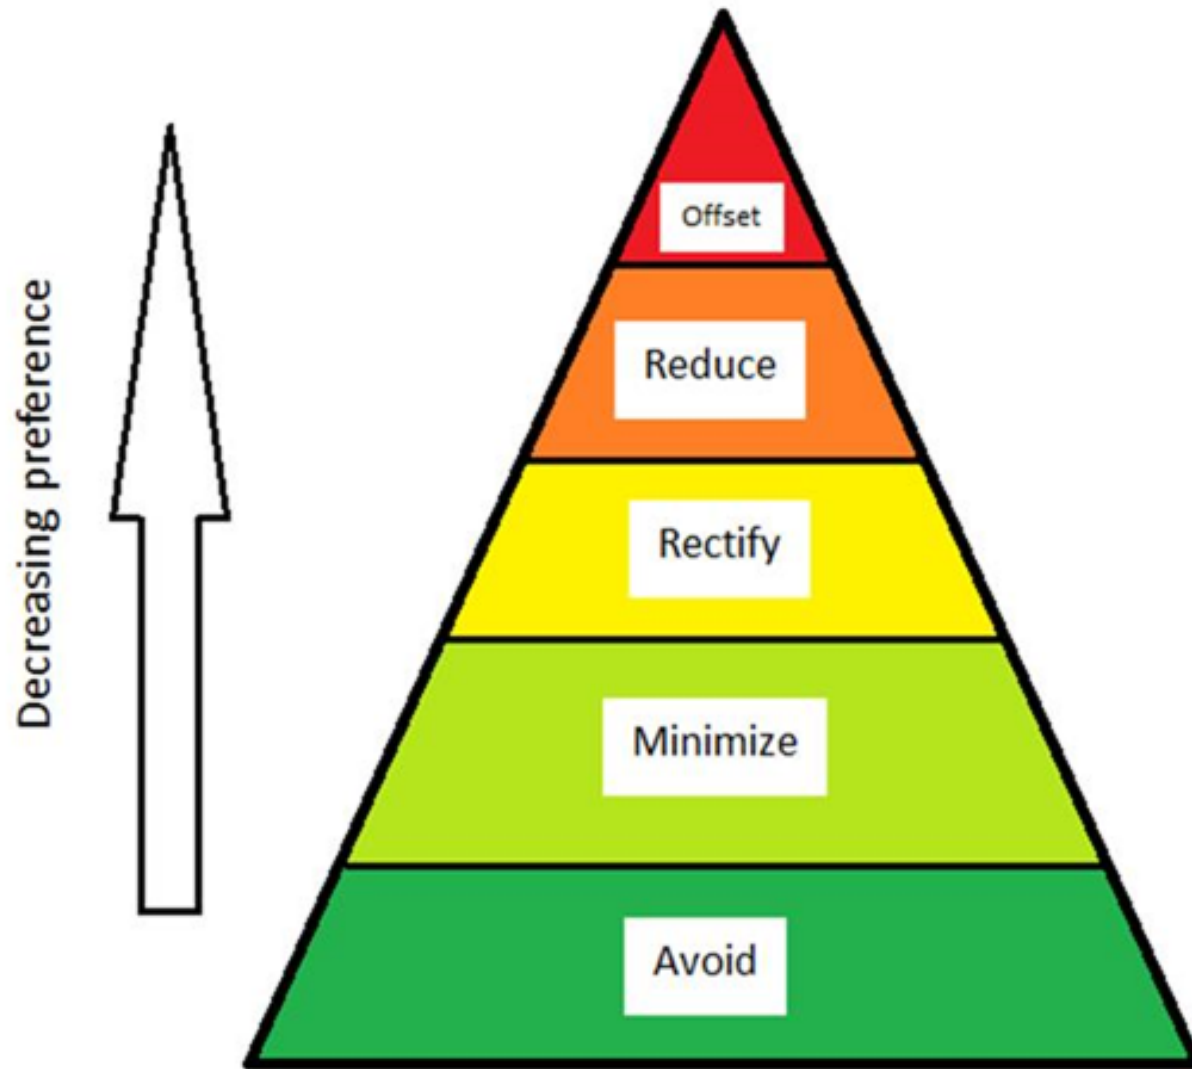 Decreasing preference
Offset
Reduce
Rectify
Minimize
Avoid